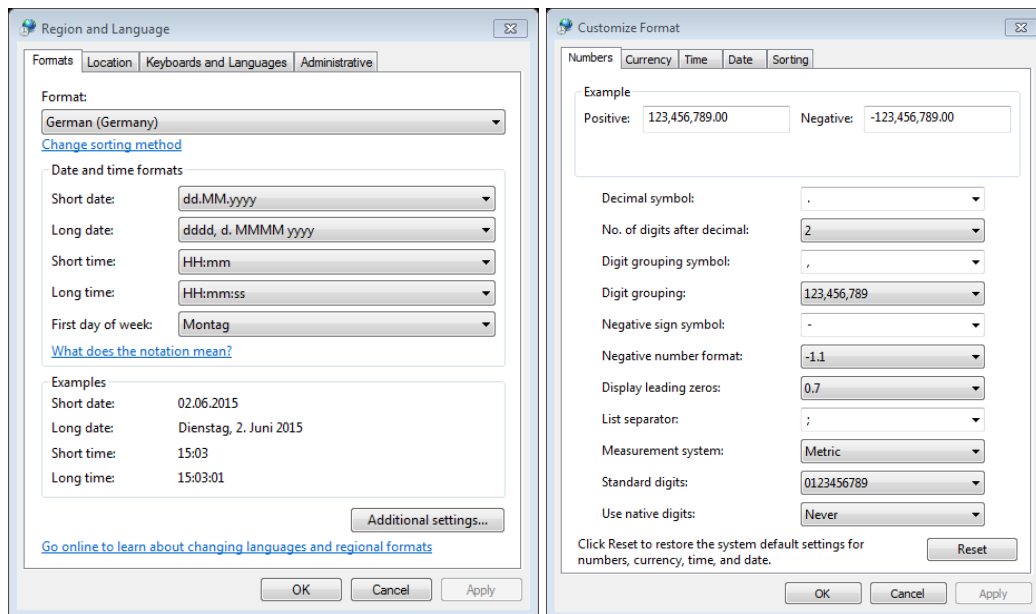 Region and Language
Formats
Location
Keyboards and Languages
Administrative
Format:
German (Germany)
Change sorting method
Date and time formats
Short date: dd.MM.yyyy
Long date: dddd, d. MMMM yyyy
Short time: HH:mm
Long time: HH:mm:ss
First day of week: Montag
What does the notation mean?
Examples
Short date: 02.06.2015
Long date: Dienstag, 2. Juni 2015
Short time: 15:03
Long time: 15:03:01
Additional settings...
Go online to learn about changing languages and regional formats
OK Cancel Apply
Customize Format
Numbers Currency Time Date Sorting
Example
Positive: 123,456,789.00 Negative: -123,456,789.00
Decimal symbol: .
No. of digits after decimal: 2
Digit grouping symbol: ,
Digit grouping: 123,456,789
Negative sign symbol: -
Negative number format: -1.1
Display leading zeros: 0.7
List separator: ;
Measurement system: Metric
Standard digits: 0123456789
Use native digits: Never
Click Reset to restore the system default settings for
numbers, currency, time, and date.
Reset
OK Cancel Apply